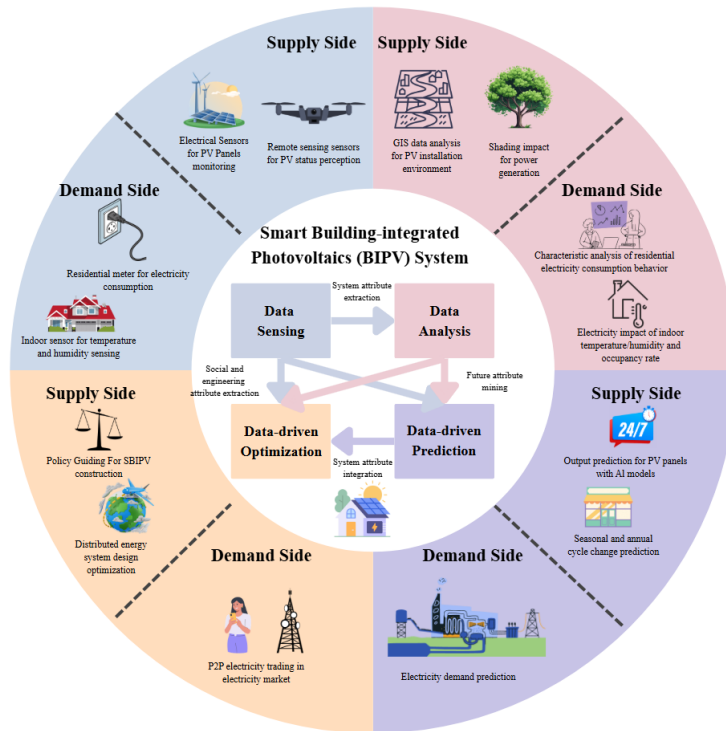 Supply Side
Electrical Sensors
for PV Panels
monitoring
Remote sensing sensors
for PV status perception
Supply Side
GIS data analysis
for PV installation
environment
Shading impact
for power
generation
Demand Side
Residential meter for electricity
consumption
Indoor sensor for temperature
and humidity sensing
Demand Side
Characteristic analysis of residential
electricity consumption behavior
Electricity impact of indoor
temperature/humidity and
occupancy rate
Smart Building-integrated
Photovoltaics (BIPV) System
Data
Sensing
System attribute
extraction
Data
Analysis
Social and
engineering
attribute extraction
Future attribute
mining
Data-driven
Optimization
Data-driven
Prediction
System attribute
integration
Supply Side
Policy Guiding For SBIPV
construction
Distributed energy
system design
optimization
Supply Side
24/7
Output prediction for PV panels
with AI models
Seasonal and annual
cycle change prediction
Demand Side
P2P electricity trading in
electricity market
Demand Side
Electricity demand prediction